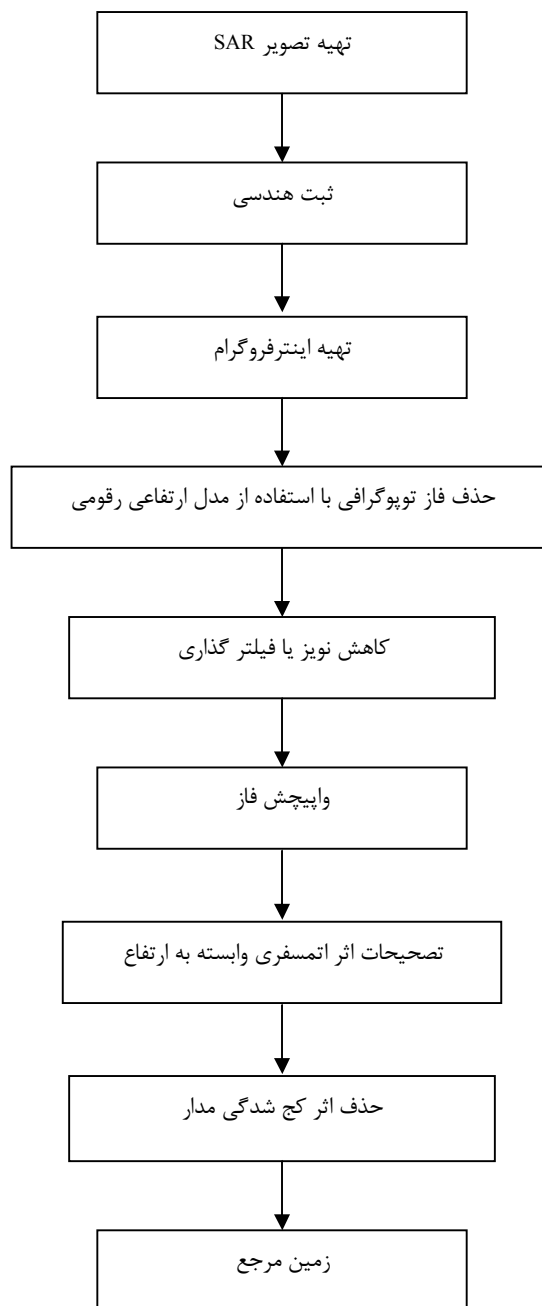 تهیه تصویر SAR
ثبت هندسی
تهیه اینترفروگرام
حذف فاز توپوگرافی با استفاده از مدل ارتفاعی رقومی
کاهش نویز یا فیلتر گذاری
واپیچش فاز
تصحیحات اثر اتمسفری وابسته به ارتفاع
حذف اثر کج شدگی مدار
زمین مرجع